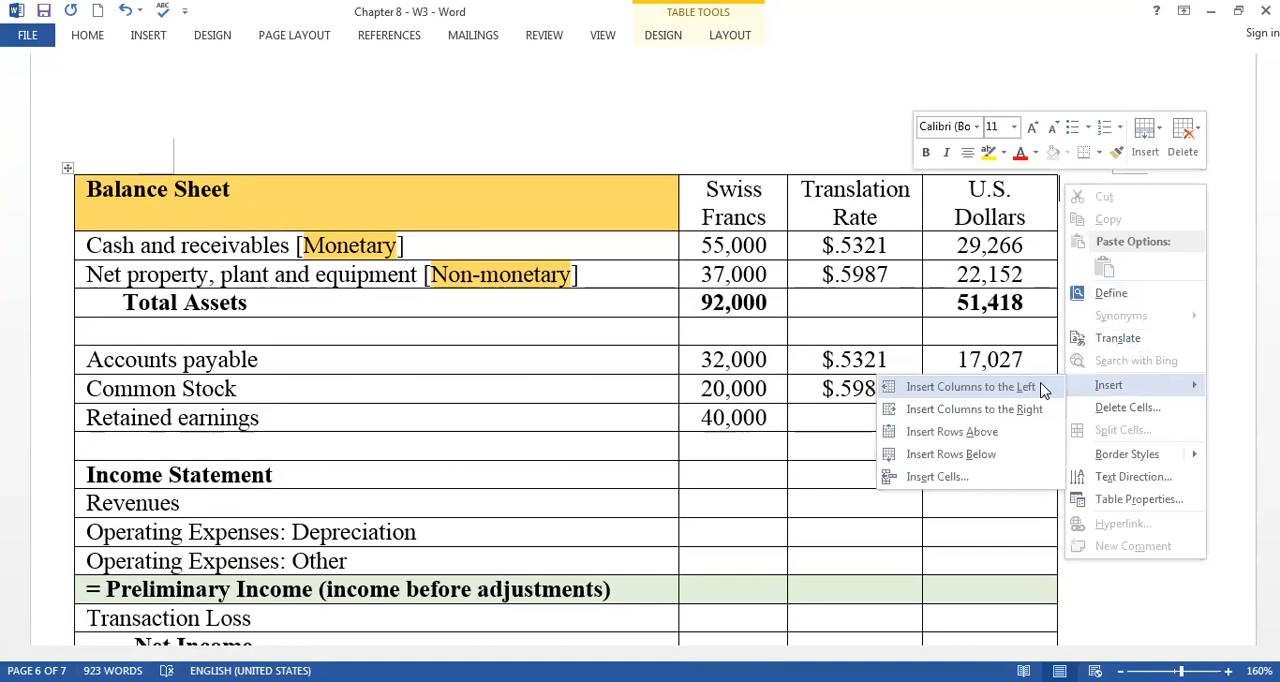 Chapter 8 - W3 - Word
TABLE TOOLS
?
Sign in
FILE HOME INSERT DESIGN PAGE LAYOUT REFERENCES MAILINGS REVIEW VIEW DESIGN LAYOUT
Calibri (Bo 11
Insert Delete
Balance Sheet Swiss Francs Translation Rate U.S. Dollars
Cash and receivables [Monetary] 55,000 $.5321 29,266
Net property, plant and equipment [Non-monetary] 37,000 $.5987 22,152
Total Assets 92,000 51,418
Accounts payable 32,000 $.5321 17,027
Common Stock 20,000 $.598
Retained earnings 40,000
Income Statement
Revenues
Operating Expenses: Depreciation
Operating Expenses: Other
= Preliminary Income (income before adjustments)
Transaction Loss
Net Income
Cut
Copy
Paste Options:
Define
Synonyms
Translate
Search with Bing
Insert
Delete Cells...
Split Cells...
Border Styles
Text Direction...
Table Properties...
Hyperlink...
New Comment
Insert Columns to the Left
Insert Columns to the Right
Insert Rows Above
Insert Rows Below
Insert Cells...
PAGE 6 OF 7 923 WORDS ENGLISH (UNITED STATES) 160%